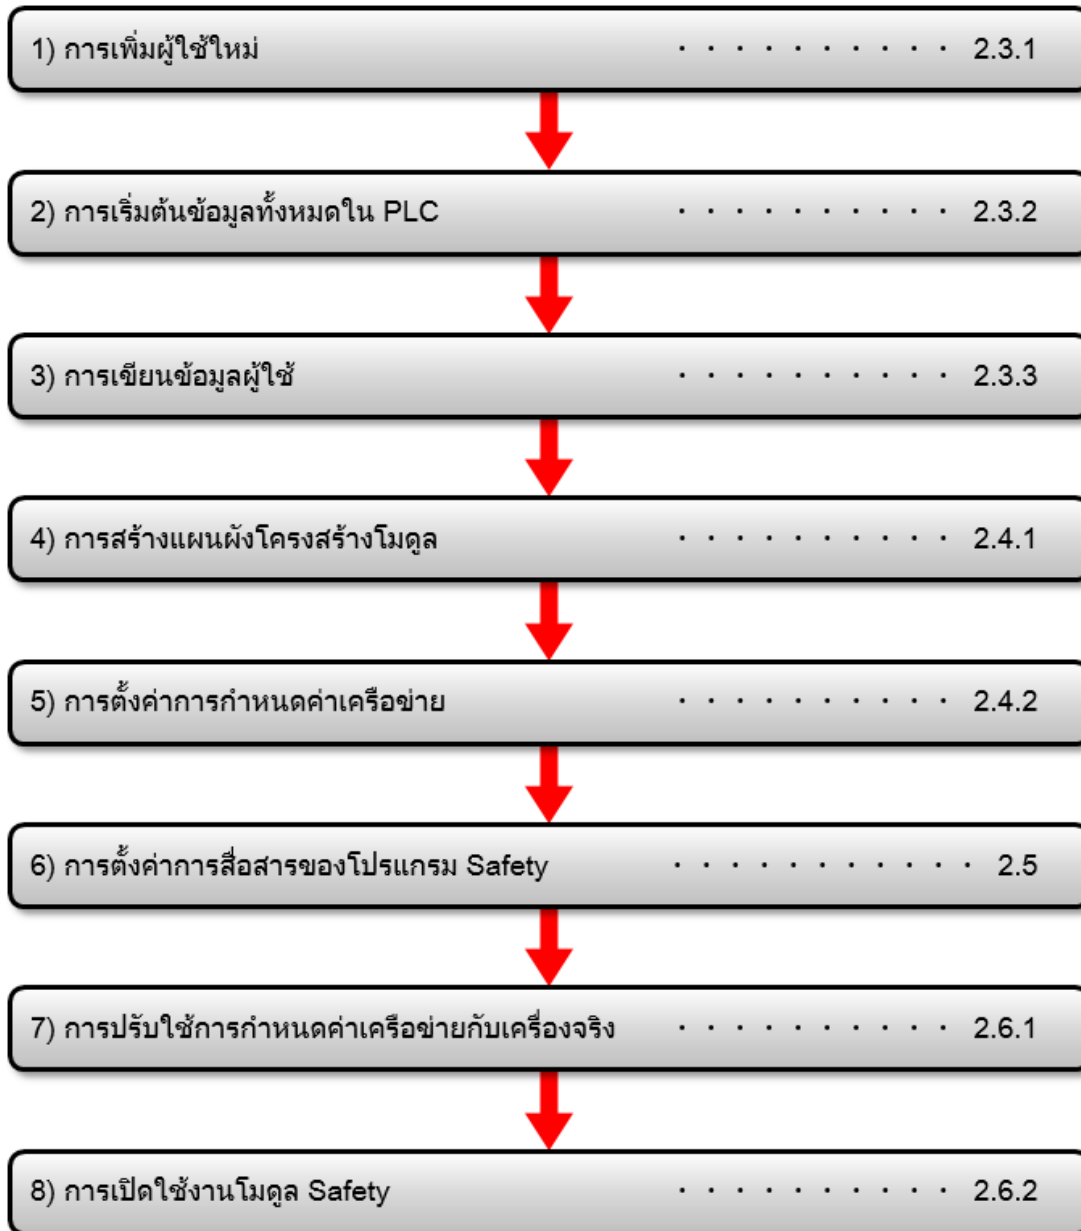 1) การเพิ่มผู้ใช้ใหม่ · · · · · · · · · · 2.3.1
2) การเริ่มต้นข้อมูลทั้งหมดใน PLC · · · · · · · · · · 2.3.2
3) การเขียนข้อมูลผู้ใช้ · · · · · · · · · · 2.3.3
4) การสร้างแผนผังโครงสร้างโมดูล · · · · · · · · · · 2.4.1
5) การตั้งค่าการกำหนดค่าเครือข่าย · · · · · · · · · · 2.4.2
6) การตั้งค่าการสื่อสารของโปรแกรม Safety · · · · · · · · · · · 2.5
7) การปรับใช้การกำหนดค่าเครือข่ายกับเครื่องจริง · · · · · · · · · · 2.6.1
8) การเปิดใช้งานโมดูล Safety · · · · · · · · · · 2.6.2